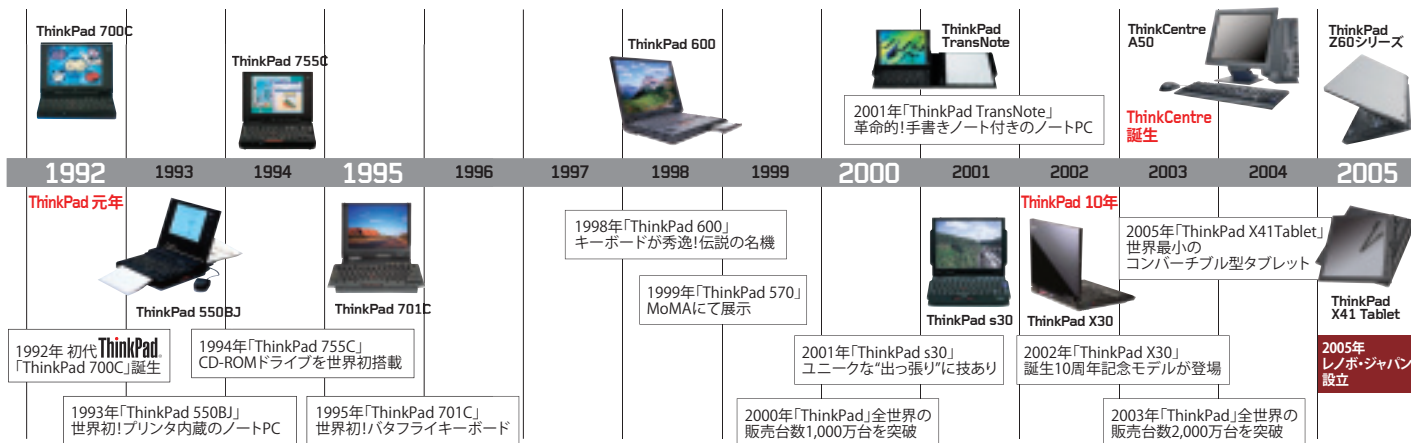 ThinkPad 700C
ThinkPad 755C
ThinkPad 600
ThinkPad
TransNote
ThinkCentre
A50
ThinkPad
Z60シリーズ
2001年「ThinkPad TransNote」
革命的!手書きノート付きのノートPC
ThinkCentre
誕生
1992 1993 1994 1995 1996 1997 1998 1999 2000 2001 2002 2003 2004 2005
ThinkPad 元年
ThinkPad 10年
ThinkPad 550BJ
ThinkPad 701C
1998年「ThinkPad 600」
キーボードが秀逸!伝説の名機
1999年「ThinkPad 570」
MoMAにて展示
ThinkPad s30
ThinkPad X30
2005年「ThinkPad X41Tablet」
世界最小の
コンバーチブル型タブレット
ThinkPad
X41 Tablet
1992年 初代ThinkPad
「ThinkPad 700C」誕生
1994年「ThinkPad 755C」
CD-ROMドライブを世界初搭載
2001年「ThinkPad s30」
ユニークな“出っ張り”に技あり
2002年「ThinkPad X30」
誕生10周年記念モデルが登場
2005年
レノボ・ジャパン
設立
1993年「ThinkPad 550BJ」
世界初!プリンタ内蔵のノートPC
1995年「ThinkPad 701C」
世界初!バタフライキーボード
2000年「ThinkPad」全世界の
販売台数1,000万台を突破
2003年「ThinkPad」全世界の
販売台数2,000万台を突破